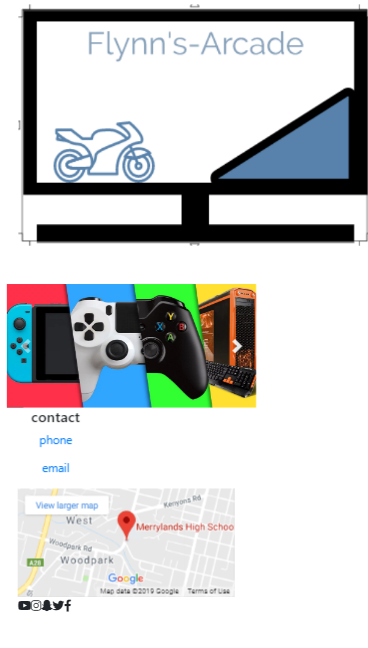 Flynn's-Arcade
Y
X B
A
contact
phone
email
View larger map
Kenyons Rd
West
Merrylands High Schoo
Woodpark Rd
Woodpark
A28
Google
Map data ©2019 Google Terms of Use